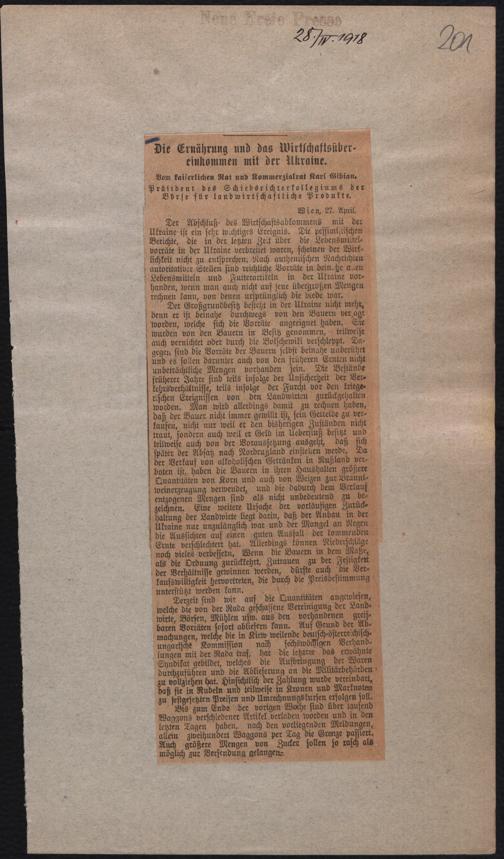 Neue Freie Presse
28./IV. 1918
201
Die Ernährung und das Wirtschaftsüber-
einkommen mit der Ukraine.
Vom kaiserlichen Rat und Kommerzialrat Karl Gibian,
Präsident des Schiedsrichterkollegiums der
Börse für landwirtschaftliche Produkte.
Wien, 27. April.
Der Abschluß des Wirtschaftsabkommens mit der
Ukraine ist ein sehr wichtiges Ereignis. Die pessimistischen
Berichte, die in der letzten Zeit über die Lebensmittel-
vorräte in der Ukraine verbreitet waren, scheinen der Wirk-
lichkeit nicht zu entsprechen. Nach authentischen Nachrichten
autoritativer Stellen sind reichliche Vorräte in
Lebensmitteln und Futterartikeln in der Ukraine vor-
handen, wenn man auch nicht auf jene übergroßen Mengen
rechnen kann, von denen ursprünglich die Rede war.
Der Großgrundbesitz besteht in der Ukraine nicht mehr,
denn er ist beinahe durchwegs von den Bauern verjagt
worden, welche sich die Vorräte angeeignet haben. Sie
wurden von den Bauern in Besitz genommen, teilweise
auch vernichtet oder durch die Bolschewiki verschleppt. Da-
gegen sind die Vorräte der Bauern selbst beinahe unberührt
und es sollen darunter auch von den früheren Ernten nicht
unbeträchtliche Mengen vorhanden sein. Die Bestände
früherer Jahre sind teils infolge der Unsicherheit der Ver-
kehrsverhältnisse, teils infolge der Furcht vor den kriege-
rischen Ereignissen von den Landwirten zurückgehalten
worden. Man wird allerdings damit zu rechnen haben,
daß der Bauer nicht immer gewillt ist, sein Getreide zu ver-
kaufen, nicht nur weil er den bisherigen Zuständen nicht
traut, sondern auch weil er Geld im Ueberfluß besitzt und
teilweise auch von der Voraussetzung ausgeht, daß sich
später der Absatz nach Nordrußland einstellen werde. Da
der Verkauf von alkoholischen Getränken in Rußland ver-
boten ist, haben die Bauern in ihren Haushalten größere
Quantitäten von Korn und auch von Weizen zur Brannt-
weinerzeugung verwendet, und die dadurch dem Verkauf
entzogenen Mengen sind als nicht unbedeutend zu be-
zeichnen. Eine weitere Ursache der vorläufigen Zurück-
haltung der Landwirte liegt darin, daß der Anbau in der
Ukraine nur unzulänglich war und der Mangel an Regen
die Aussichten auf einen guten Ausfall der kommenden
Ernte verschlechtert hat. Allerdings können Niederschläge
noch vieles verbessern. Wenn die Bauern in dem Maße,
als die Ordnung zurückkehrt, Zutrauen zu der Festigkeit
der Verhältnisse gewinnen werden, dürfte auch die Ver-
kaufswilligkeit hervortreten, die durch die Preisbestimmung
unterstützt werden kann.
Derzeit sind wir auf die Quantitäten angewiesen,
welche die von der Rada geschaffene Vereinigung der Land-
wirte, Börsen, Mühlen usw. aus den vorhandenen greif-
baren Vorräten sofort abliefern kann. Auf Grund der Ab-
machungen, welche die in Kiew weilende deutsch-österreichisch-
ungarische Kommission nach sechswöchigen Verhand-
lungen mit der Rada traf, hat die letztere das erwähnte
Syndikat gebildet, welches die Aufbringung der Waren
durchzuführen und die Ablieferung an die Militärbehörden
zu vollziehen hat. Hinsichtlich der Zahlung wurde vereinbart,
daß sie in Rubeln und teilweise in Kronen und Marknoten
zu festgesetzten Preisen und Umrechnungskursen erfolgen soll.
Bis zum Ende der vorigen Woche sind über tausend
Waggons verschiedener Artikel verladen worden und in den
letzten Tagen haben, nach den vorliegenden Meldungen,
allein zweihundert Waggons per Tag die Grenze passiert.
Auch größere Mengen von Zucker sollen so rasch als
möglich zur Versendung gelangen.